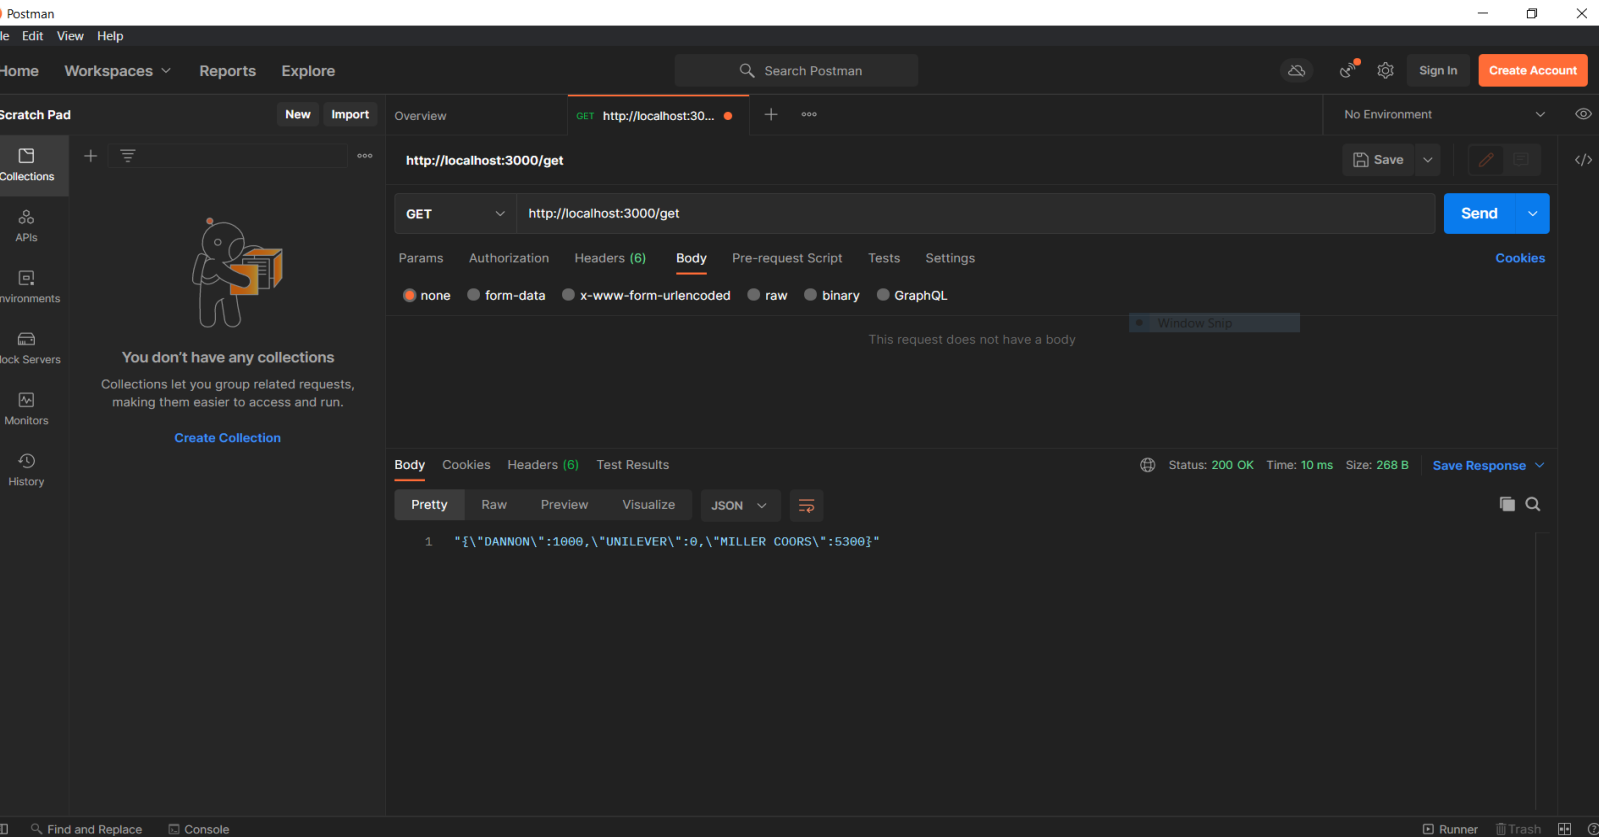 Postman
le Edit View Help
Home Workspaces Reports Explore
Search Postman
Sign In Create Account
Scratch Pad New Import
Overview GET http://localhost:30... No Environment
http://localhost:3000/get Save
GET http://localhost:3000/get Send
Params Authorization Headers (6) Body Pre-request Script Tests Settings Cookies
none form-data x-www-form-urlencoded raw binary GraphQL
Window Snip
This request does not have a body
Collections
APIs
nvironments
lock Servers
Monitors
History
You don't have any collections
Collections let you group related requests,
making them easier to access and run.
Create Collection
Body Cookies Headers (6) Test Results Status: 200 OK Time: 10 ms Size: 268 B Save Response
Pretty Raw Preview Visualize JSON
1 "{\"DANNON\":1000,\"UNILEVER\":0,\"MILLER COORS\":5300}"
Find and Replace Console Runner Trash